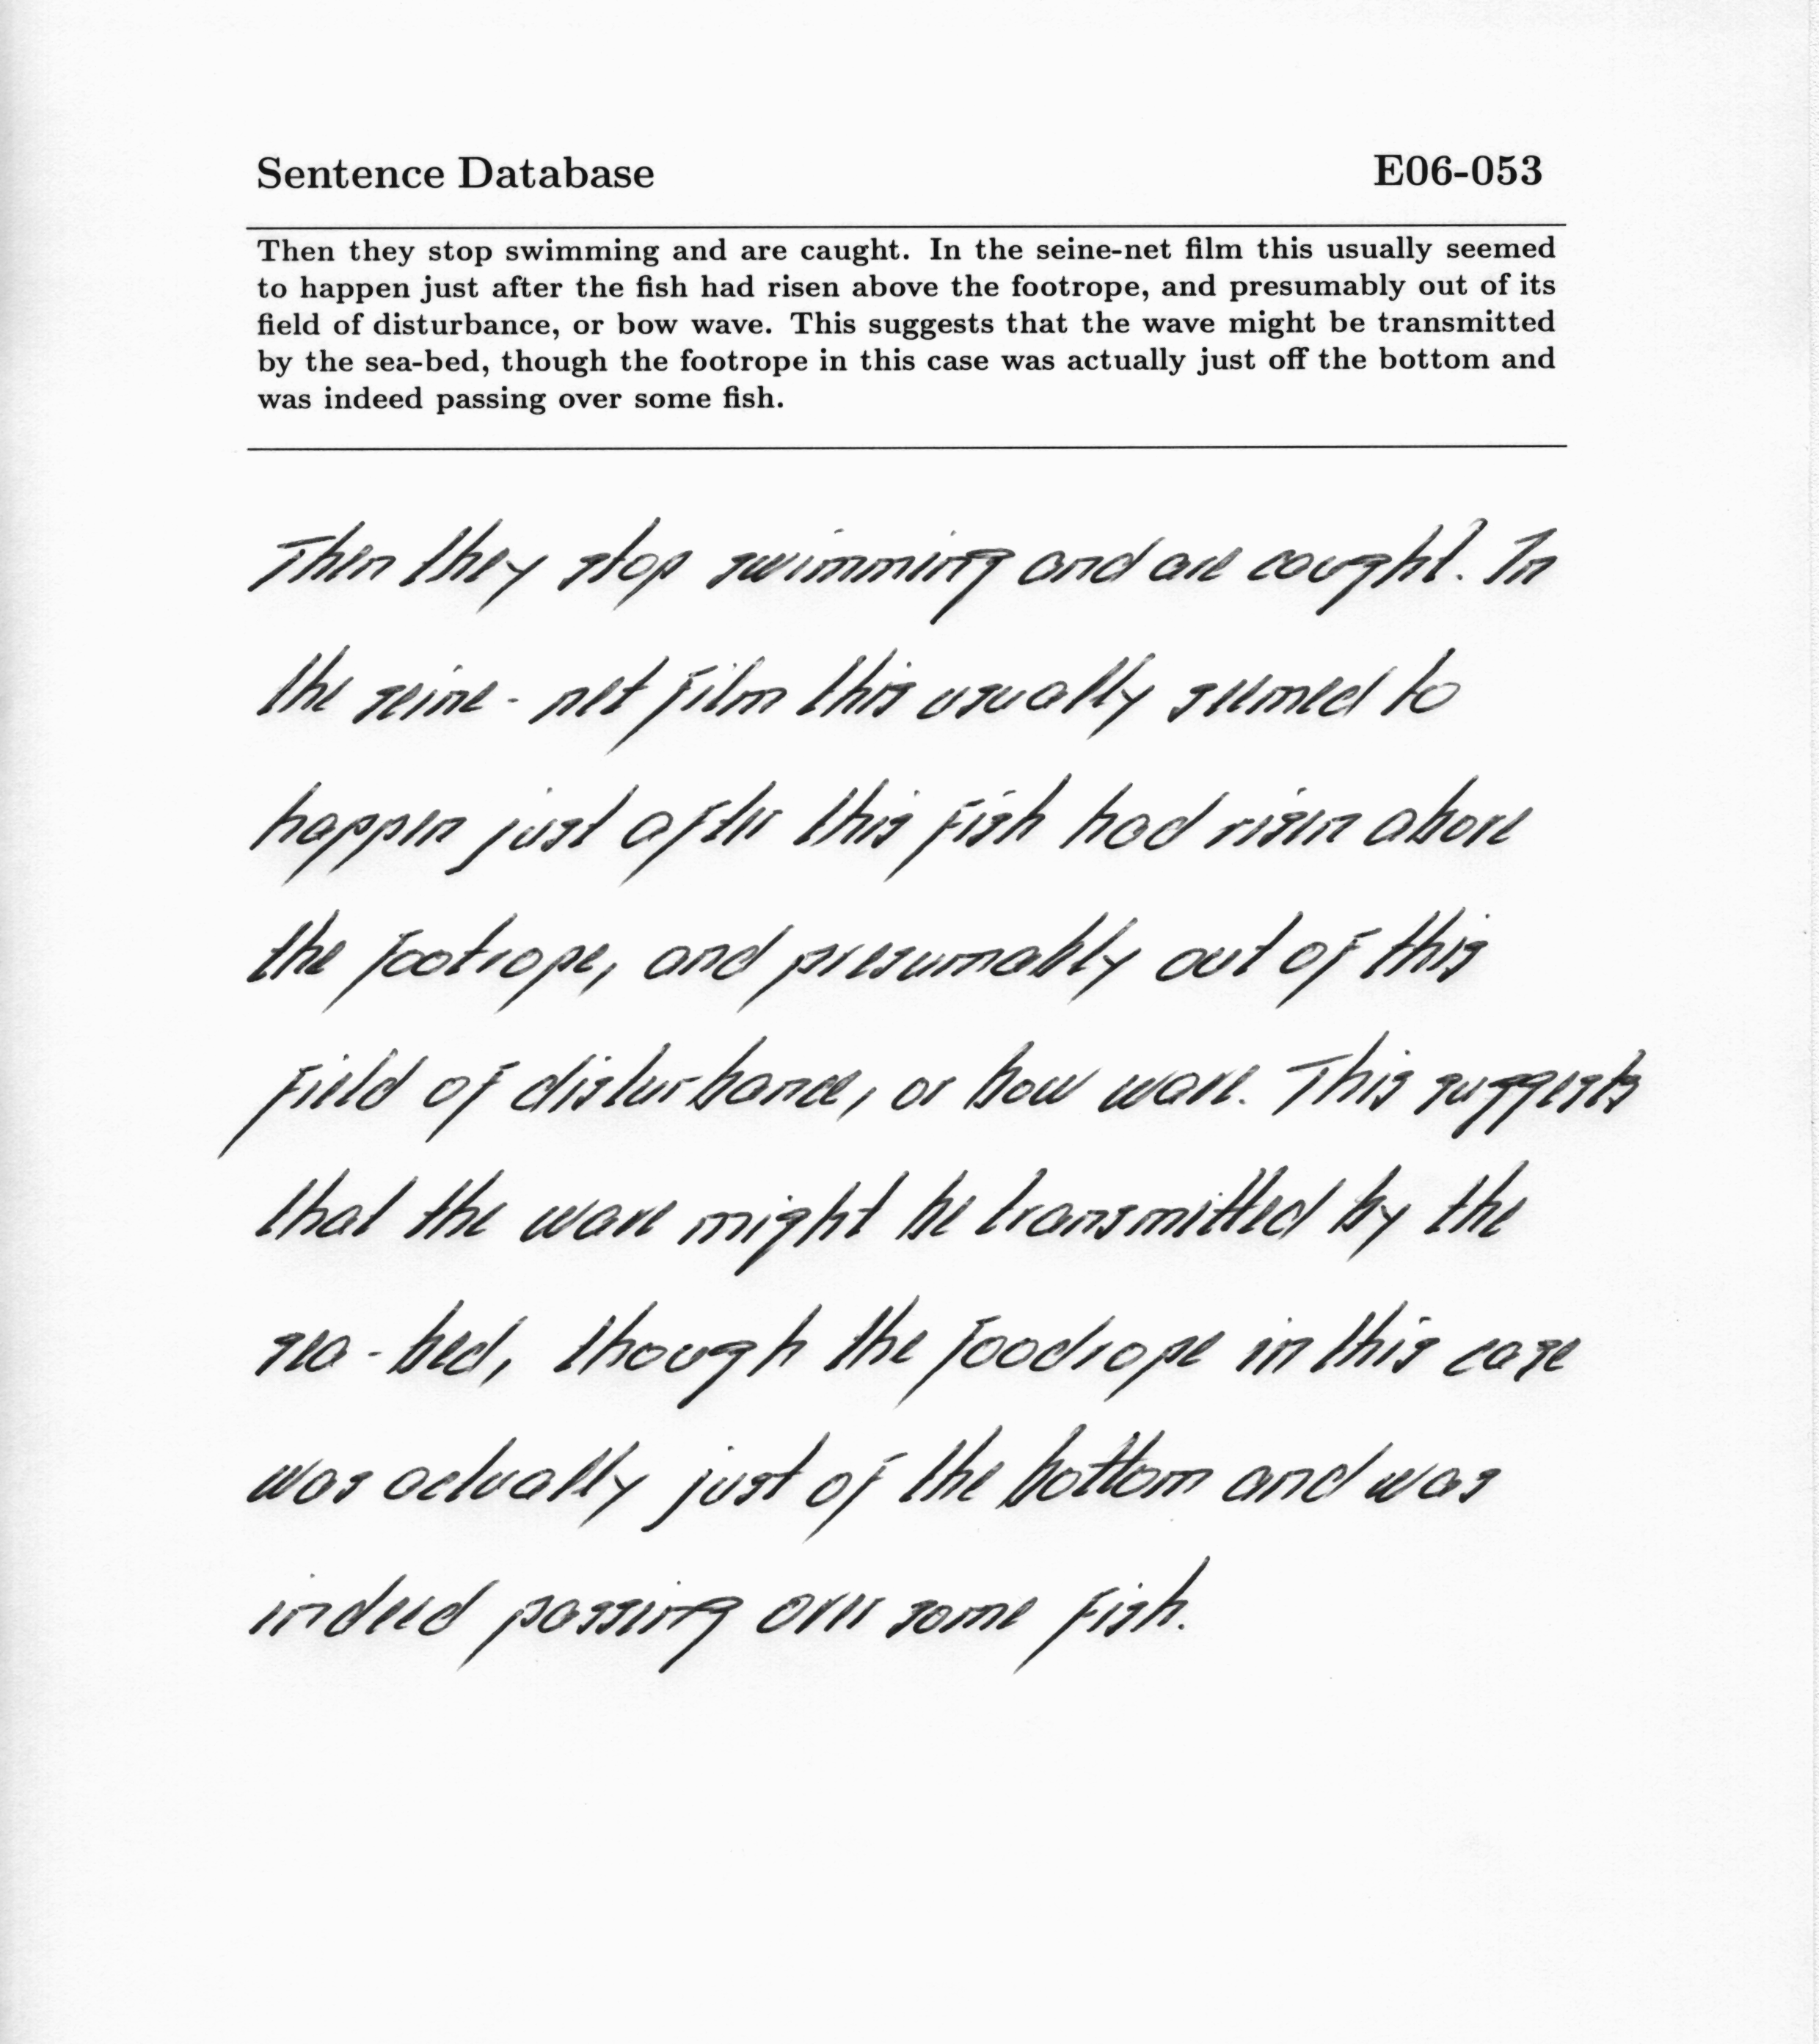 Sentence Database E06-053
Then they stop swimming and are caught. In the seine-net film this usually seemed
to happen just after the fish had risen above the footrope, and presumably out of its
field of disturbance, or bow wave. This suggests that the wave might be transmitted
by the sea-bed, though the footrope in this case was actually just off the bottom and
was indeed passing over some fish.
Then they stop swimming and are caught. In
the seine-net film this usually seemed to
happen just after this fish had risen above
the footrope, and presumably out of this
field of disturbance, or bow wave. This suggests
that the wave might be transmitted by the
sea-bed, though the foodrope in this case
was actually just of the bottom and was
indeed passing over some fish.